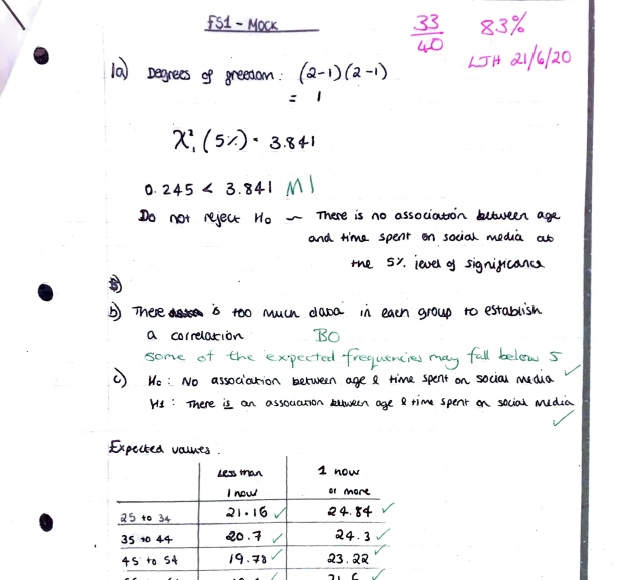 FS1 - MOCK
33
40
83%
LJH 21/6/20
1a) Degrees of freedom : (2-1)(2-1)
= 1
χ²₁ (5%) = 3.841
0.245 < 3.841 M1
Do not reject H₀ — There is no association between age
and time spent on social media at
the 5% level of significance
b) There is too much data in each group to establish
a correlation B0
some of the expected frequencies may fall below 5
c) H₀ : No association between age & time spent on social media ✓
H1 : There is an association between age & time spent on social media ✓
Expected values :
Less than 1 hour
1 hour or more
25 to 34 21.16 ✓ 24.84 ✓
35 to 44 20.7 ✓ 24.3 ✓
45 to 54 19.78 ✓ 23.22 ✓
21.6 ✓